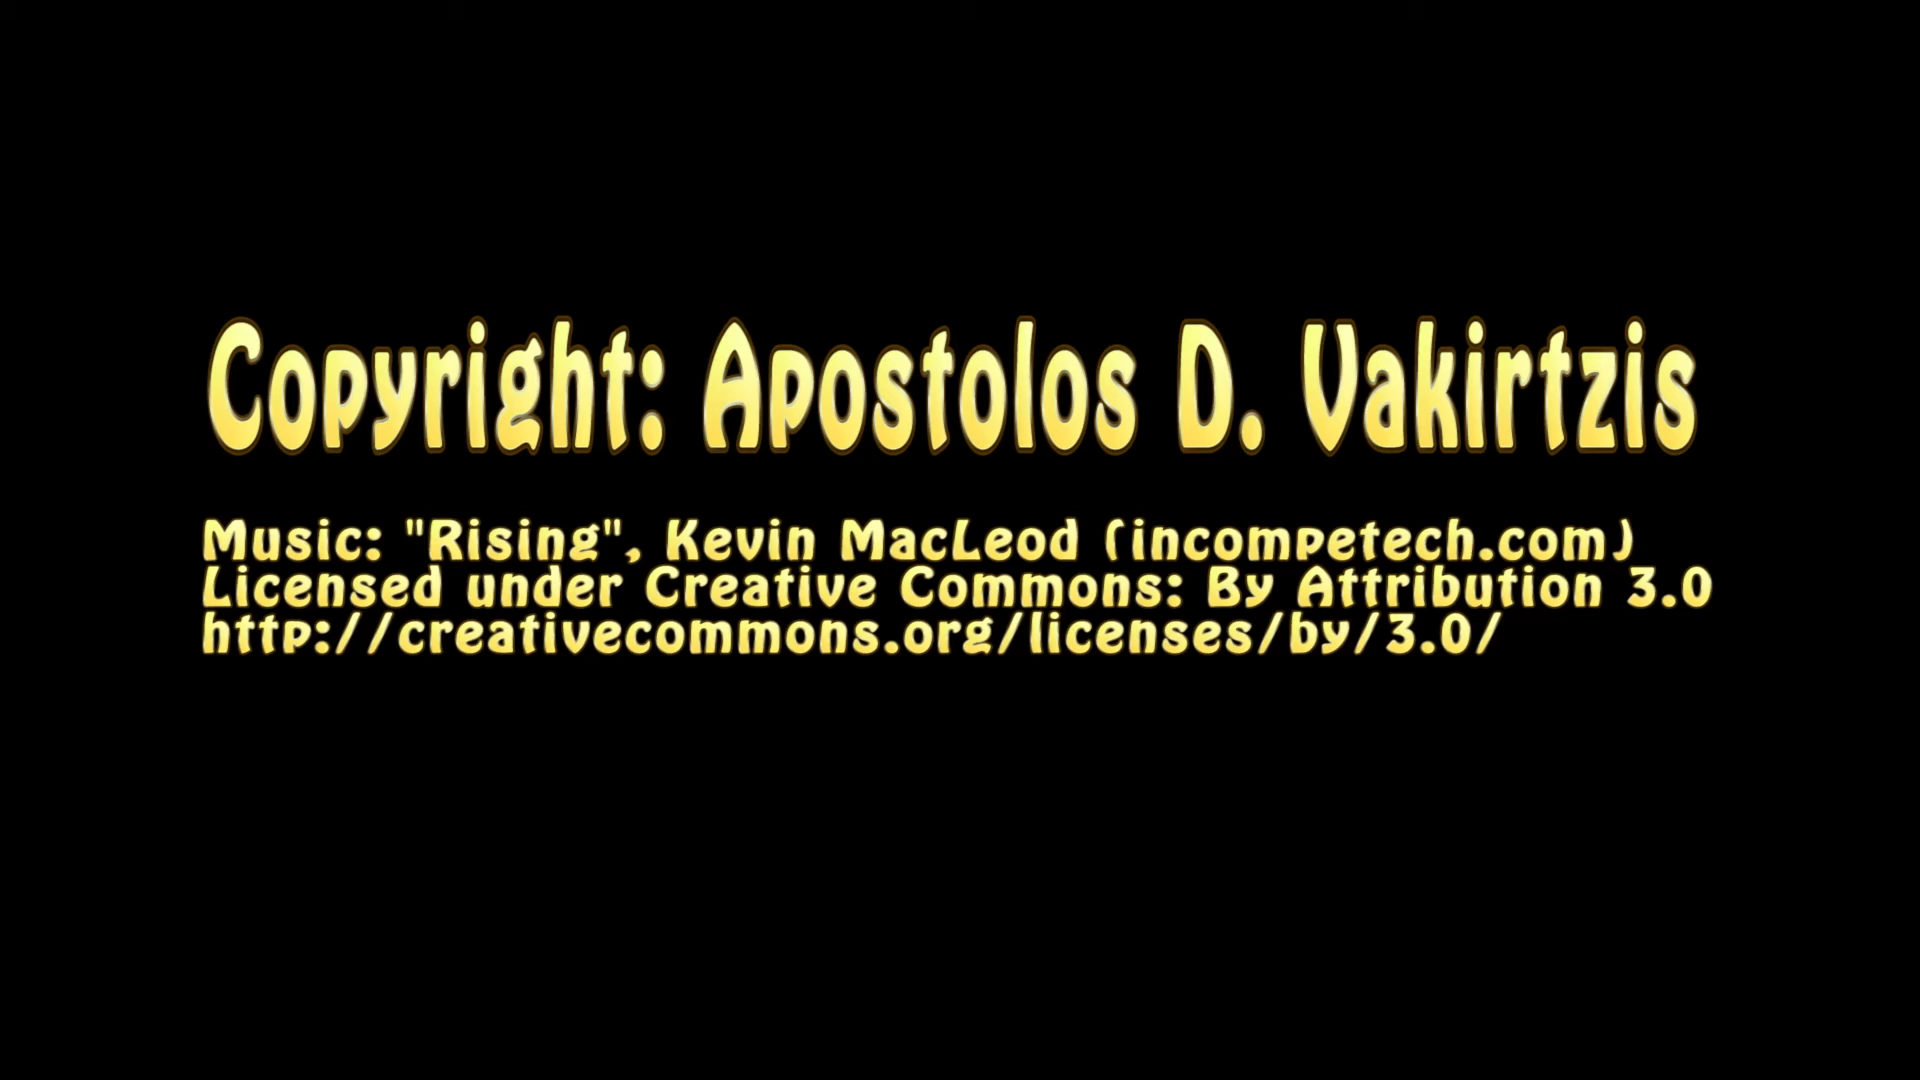 Copyright: Apostolos D. Vakirtzis
Music: "Rising", Kevin MacLeod (incompetech.com)
Licensed under Creative Commons: By Attribution 3.0
http://creativecommons.org/licenses/by/3.0/